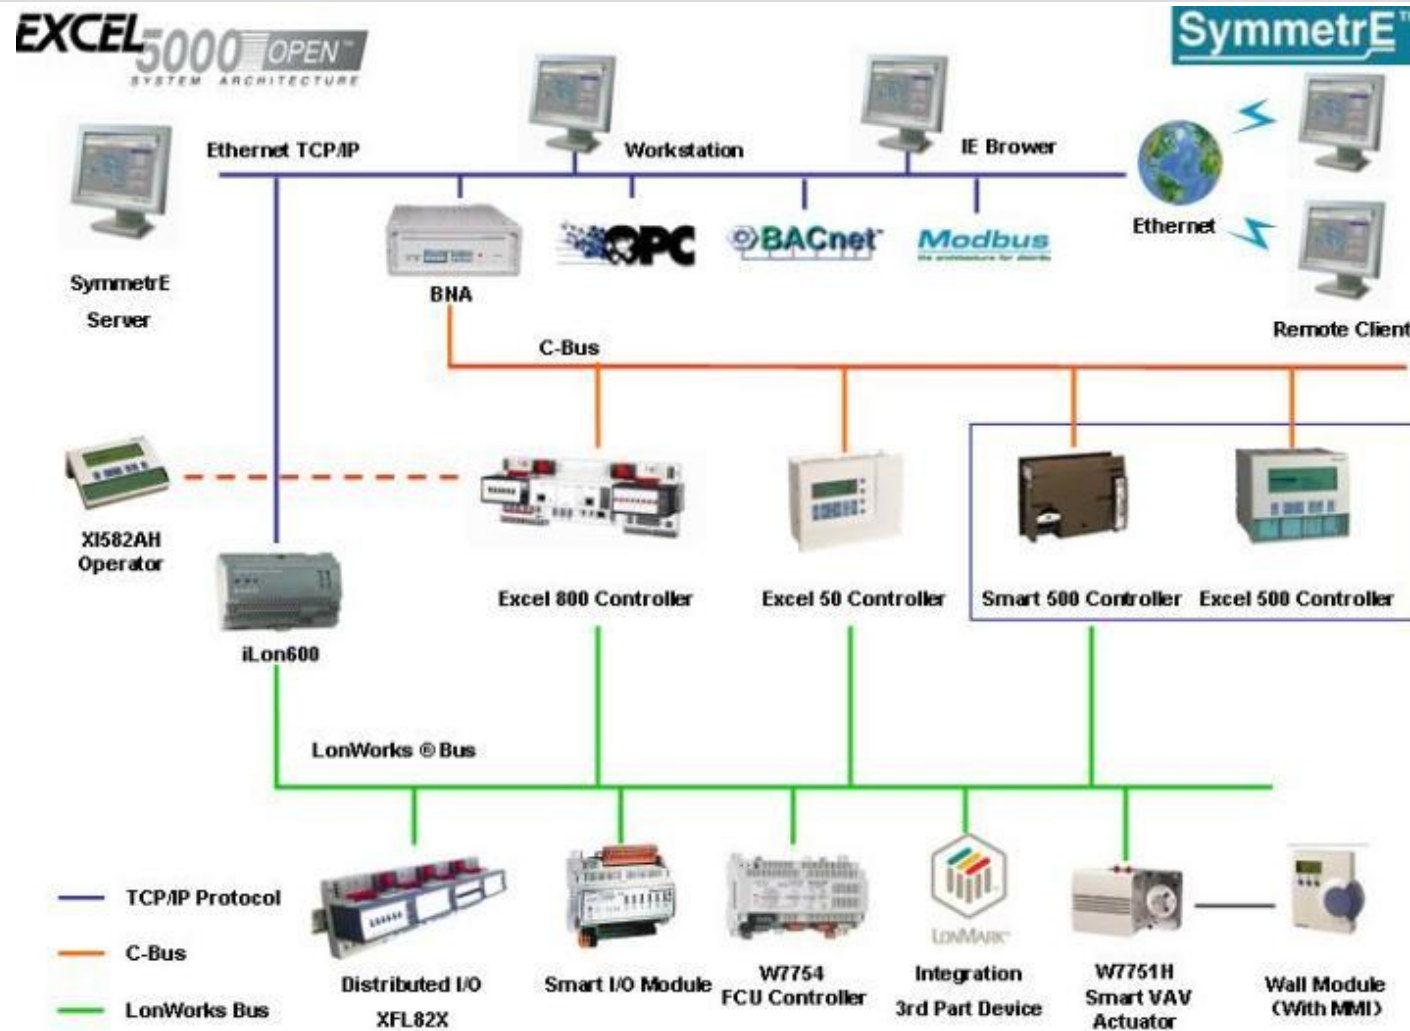 EXCEL 5000 OPEN™
SYSTEM ARCHITECTURE
SymmetrE™
Ethernet TCP/IP
Workstation
IE Brower
Ethernet
OPC
BACnet™
Modbus
SymmetrE
Server
BNA
Remote Client
C-Bus
XI582AH
Operator
Excel 800 Controller
Excel 50 Controller
Smart 500 Controller
Excel 500 Controller
iLon600
LonWorks ® Bus
TCP/IP Protocol
C-Bus
LonWorks Bus
Distributed I/O
XFL82X
Smart I/O Module
W7754
FCU Controller
LONMARK
Integration
3rd Part Device
W7751H
Smart VAV
Actuator
Wall Module
(With MMI)